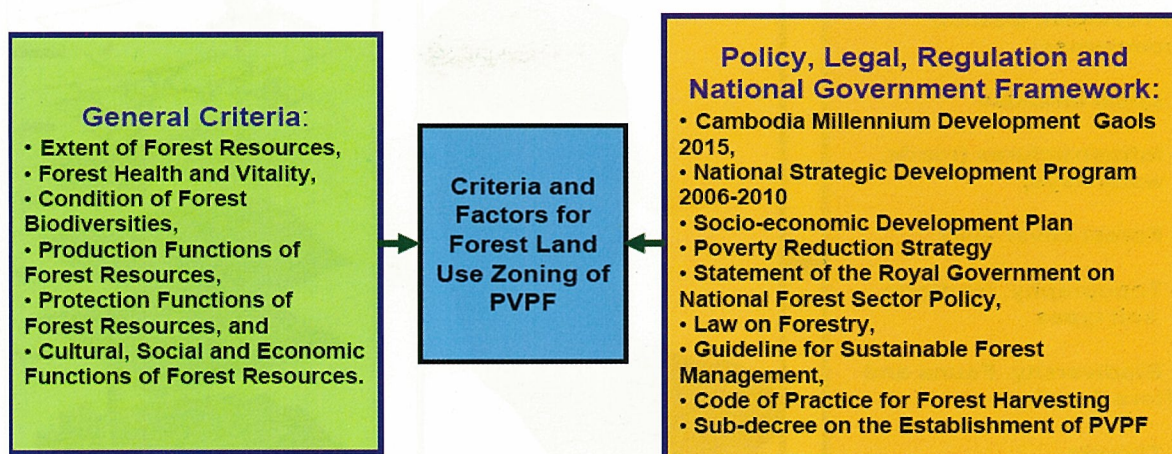 General Criteria:
• Extent of Forest Resources,
• Forest Health and Vitality,
• Condition of Forest
Biodiversities,
• Production Functions of
Forest Resources,
• Protection Functions of
Forest Resources, and
• Cultural, Social and Economic
Functions of Forest Resources.
Criteria and
Factors for
Forest Land
Use Zoning of
PVPF
Policy, Legal, Regulation and
National Government Framework:
• Cambodia Millennium Development Gaols
2015,
• National Strategic Development Program
2006-2010
• Socio-economic Development Plan
• Poverty Reduction Strategy
• Statement of the Royal Government on
National Forest Sector Policy,
• Law on Forestry,
• Guideline for Sustainable Forest
Management,
• Code of Practice for Forest Harvesting
• Sub-decree on the Establishment of PVPF